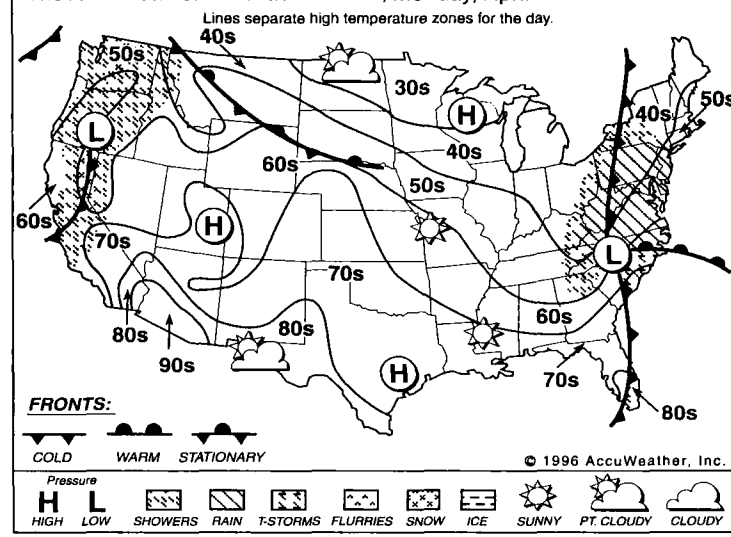 Lines separate high temperature zones for the day.
50s
40s
30s
H
40s
50s
L
60s
40s
50s
60s
H
70s
L
70s
80s
90s
80s
60s
70s
H
80s
FRONTS:
COLD WARM STATIONARY
© 1996 AccuWeather, Inc.
Pressure
H L
HIGH LOW SHOWERS RAIN T-STORMS FLURRIES SNOW ICE SUNNY PT. CLOUDY CLOUDY